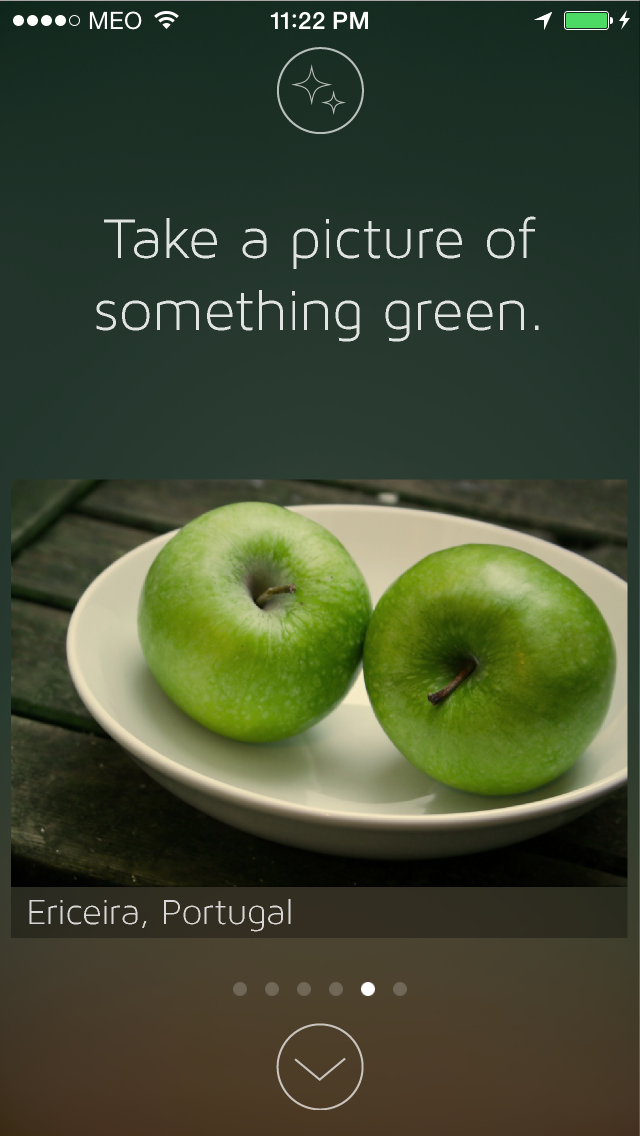 MEO 11:22 PM
Take a picture of
something green.
Ericeira, Portugal